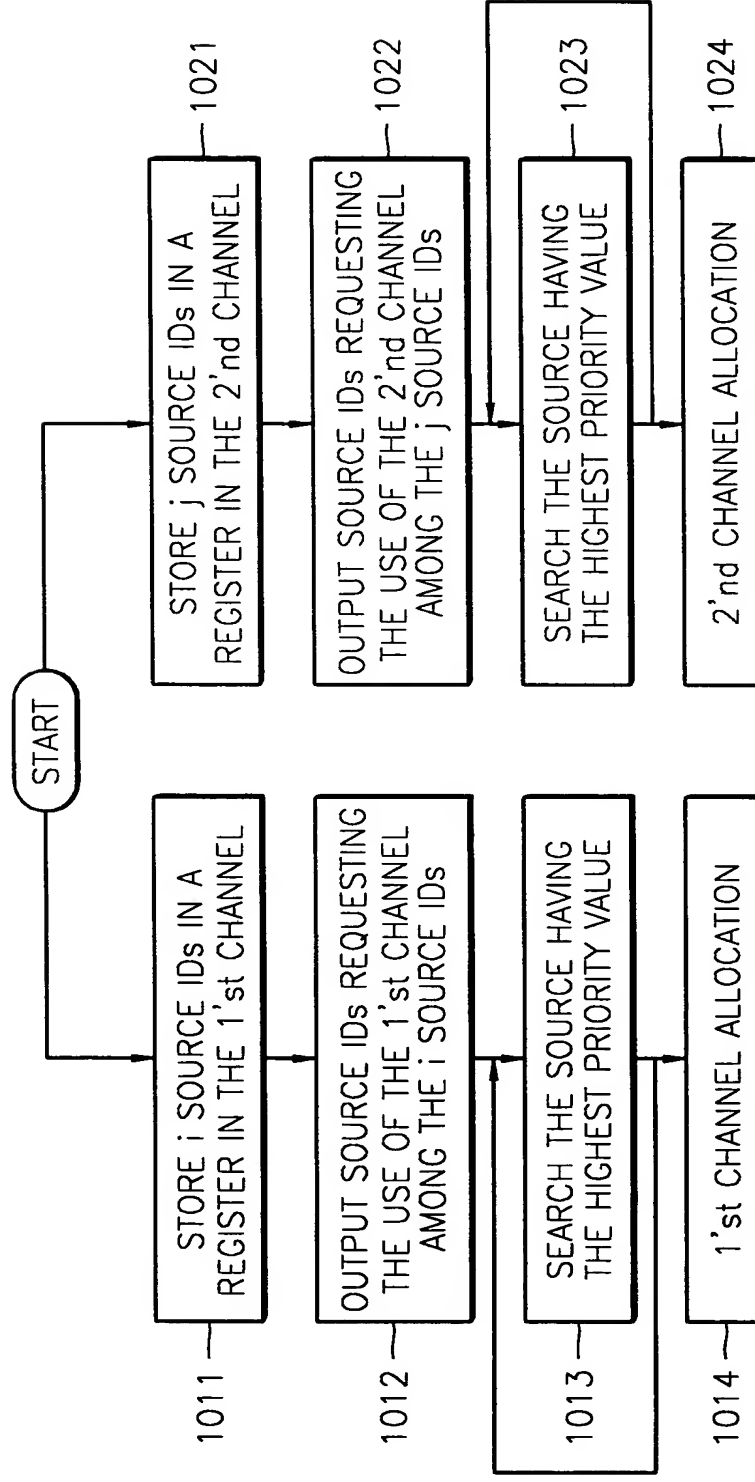 START
STORE i SOURCE IDs IN A
REGISTER IN THE 1'st CHANNEL
1011
OUTPUT SOURCE IDs REQUESTING
THE USE OF THE 1'st CHANNEL
AMONG THE i SOURCE IDs
1012
SEARCH THE SOURCE HAVING
THE HIGHEST PRIORITY VALUE
1013
1'st CHANNEL ALLOCATION
1014
STORE j SOURCE IDs IN A
REGISTER IN THE 2'nd CHANNEL
1021
OUTPUT SOURCE IDs REQUESTING
THE USE OF THE 2'nd CHANNEL
AMONG THE j SOURCE IDs
1022
SEARCH THE SOURCE HAVING
THE HIGHEST PRIORITY VALUE
1023
2'nd CHANNEL ALLOCATION
1024